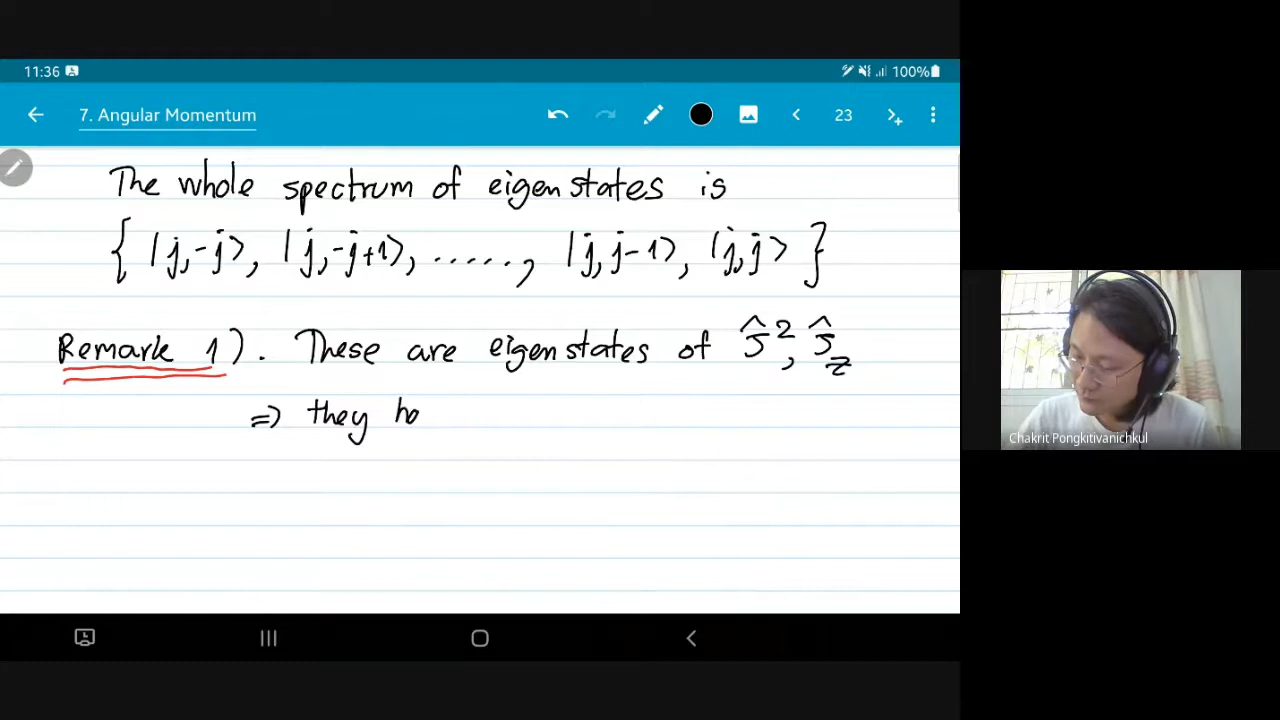 11:36 100%
7. Angular Momentum 23
The whole spectrum of eigenstates is
{ |j,-j⟩, |j,-j+1⟩, ....., |j,j-1⟩, |j,j⟩ }
Remark 1). These are eigenstates of Ĵ², Ĵz
⇒ they ha
Chakrit Pongkitivanichkul